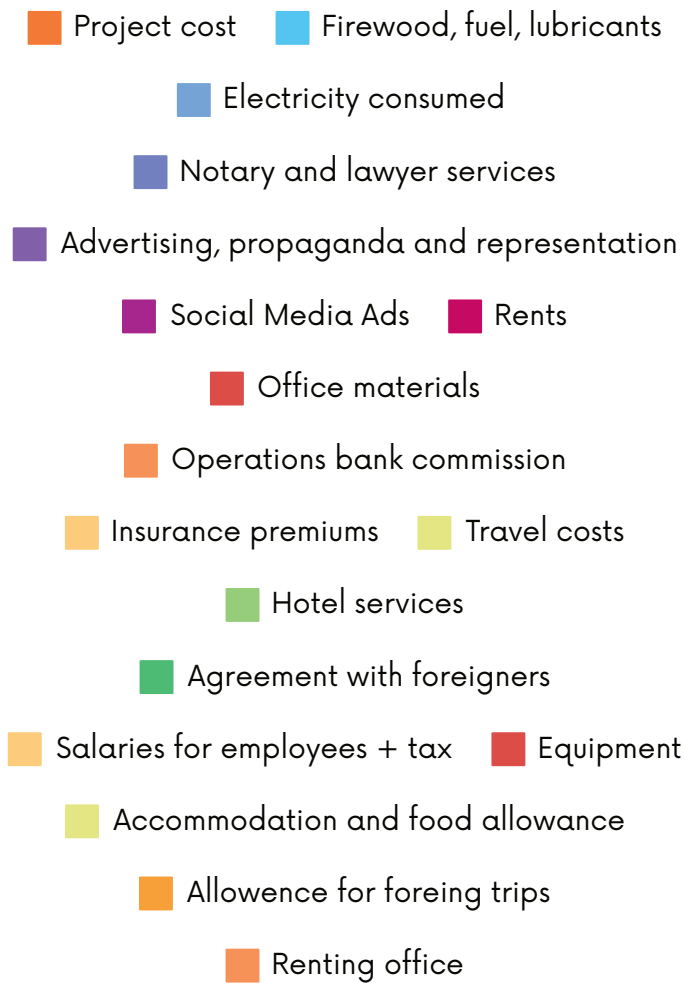 Project cost Firewood, fuel, lubricants
Electricity consumed
Notary and lawyer services
Advertising, propaganda and representation
Social Media Ads Rents
Office materials
Operations bank commission
Insurance premiums Travel costs
Hotel services
Agreement with foreigners
Salaries for employees + tax Equipment
Accommodation and food allowance
Allowence for foreing trips
Renting office